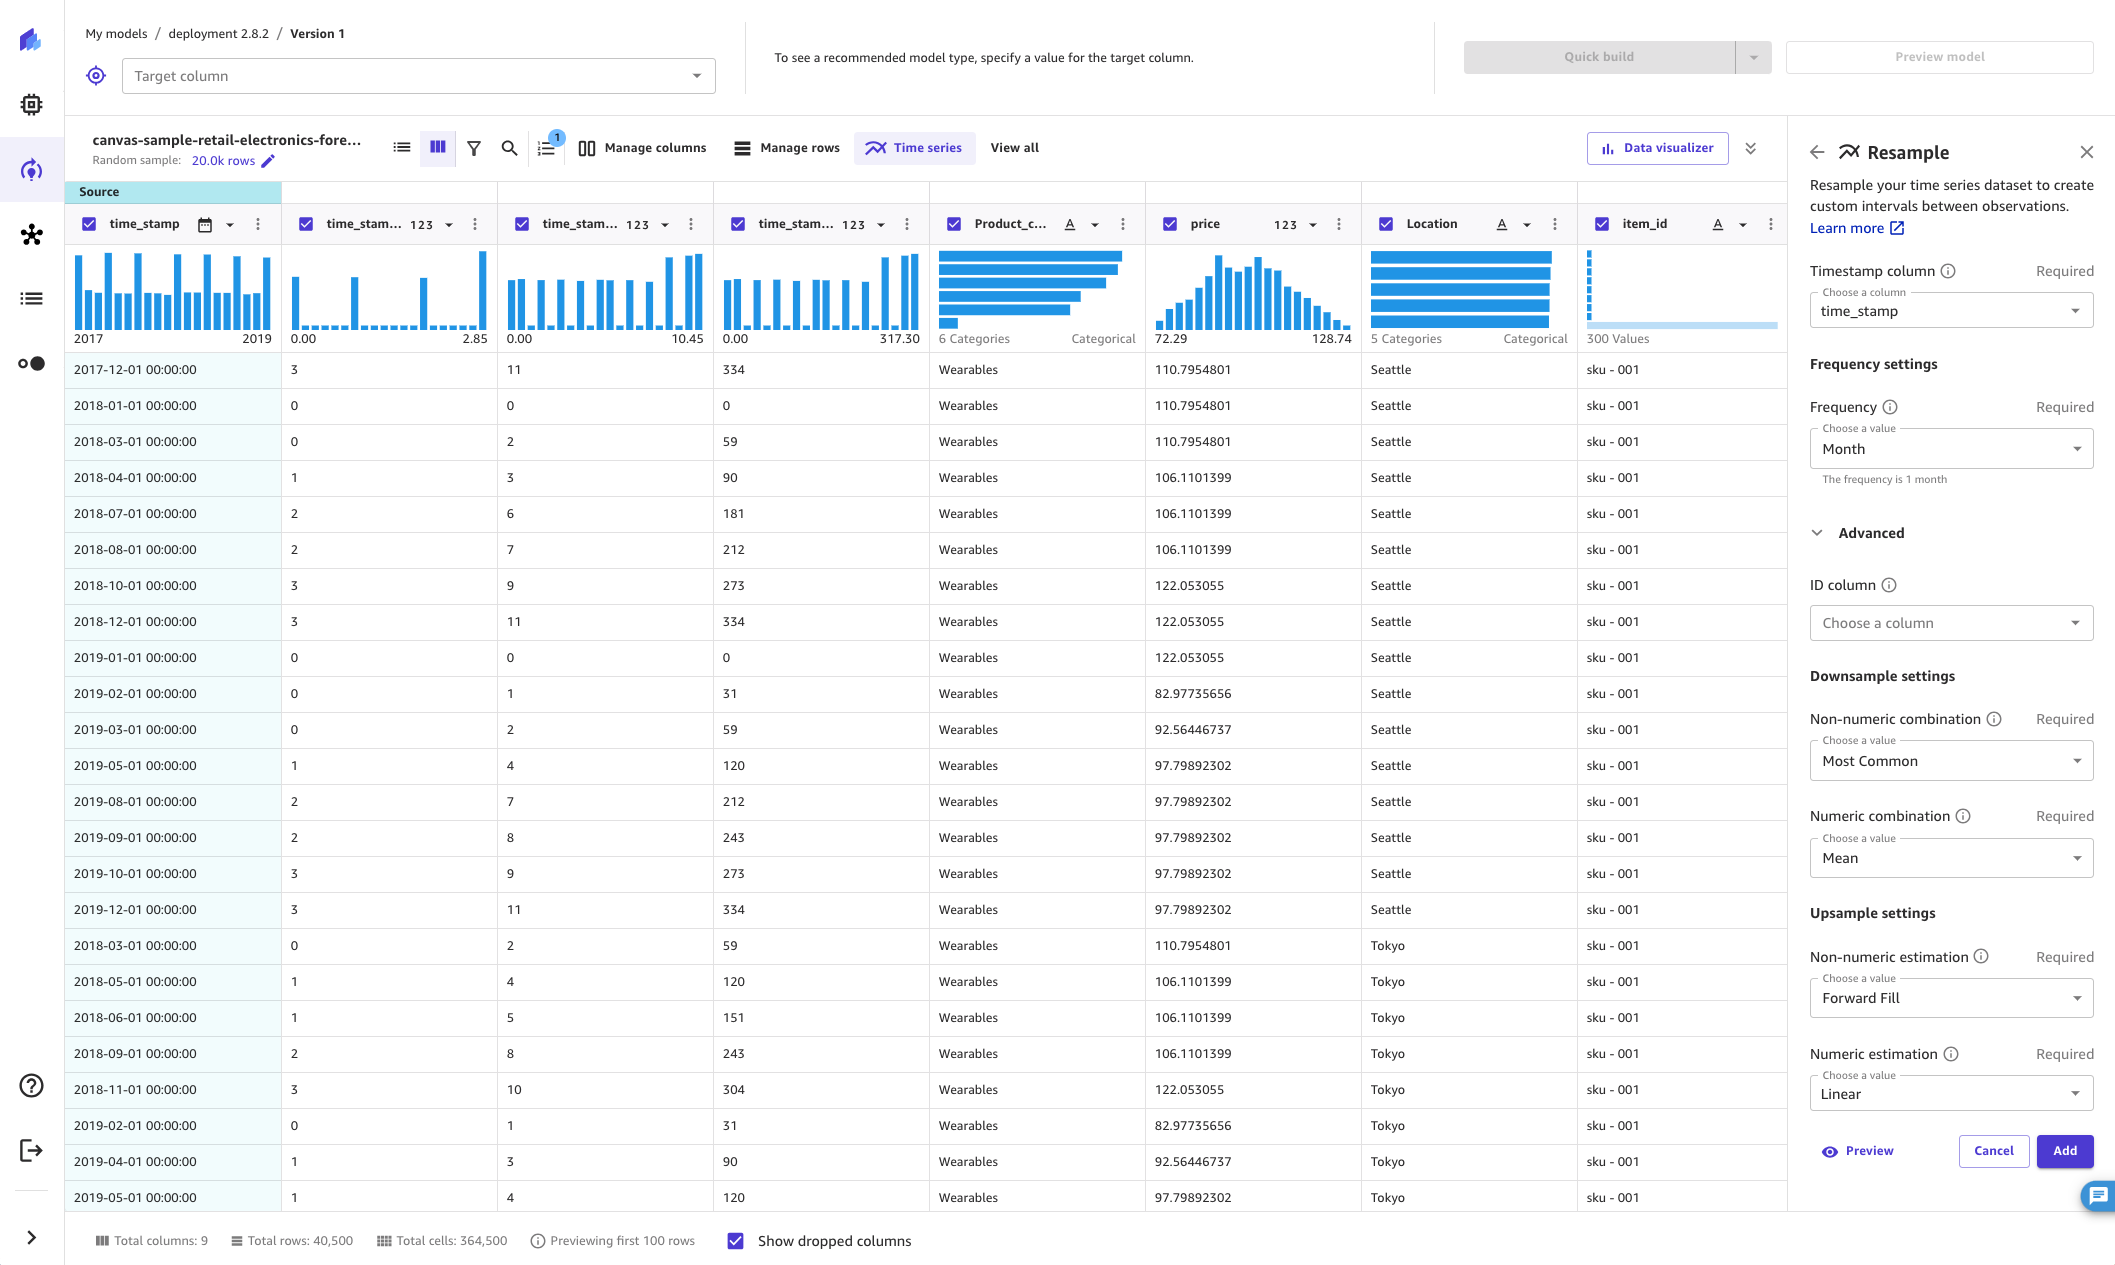 My models / deployment 2.8.2 / Version 1
Target column
To see a recommended model type, specify a value for the target column.
Quick build
Preview model
canvas-sample-retail-electronics-fore...
Random sample: 20.0k rows
1
Manage columns
Manage rows
Time series
View all
Data visualizer
Source
time_stamp
time_stam... 123
time_stam... 123
time_stam... 123
Product_c... A
price 123
Location A
item_id A
2017 2019
0.00 2.85
0.00 10.45
0.00 317.30
6 Categories Categorical
72.29 128.74
5 Categories Categorical
300 Values
2017-12-01 00:00:00 3 11 334 Wearables 110.7954801 Seattle sku - 001
2018-01-01 00:00:00 0 0 0 Wearables 110.7954801 Seattle sku - 001
2018-03-01 00:00:00 0 2 59 Wearables 110.7954801 Seattle sku - 001
2018-04-01 00:00:00 1 3 90 Wearables 106.1101399 Seattle sku - 001
2018-07-01 00:00:00 2 6 181 Wearables 106.1101399 Seattle sku - 001
2018-08-01 00:00:00 2 7 212 Wearables 106.1101399 Seattle sku - 001
2018-10-01 00:00:00 3 9 273 Wearables 122.053055 Seattle sku - 001
2018-12-01 00:00:00 3 11 334 Wearables 122.053055 Seattle sku - 001
2019-01-01 00:00:00 0 0 0 Wearables 122.053055 Seattle sku - 001
2019-02-01 00:00:00 0 1 31 Wearables 82.97735656 Seattle sku - 001
2019-03-01 00:00:00 0 2 59 Wearables 92.56446737 Seattle sku - 001
2019-05-01 00:00:00 1 4 120 Wearables 97.79892302 Seattle sku - 001
2019-08-01 00:00:00 2 7 212 Wearables 97.79892302 Seattle sku - 001
2019-09-01 00:00:00 2 8 243 Wearables 97.79892302 Seattle sku - 001
2019-10-01 00:00:00 3 9 273 Wearables 97.79892302 Seattle sku - 001
2019-12-01 00:00:00 3 11 334 Wearables 97.79892302 Seattle sku - 001
2018-03-01 00:00:00 0 2 59 Wearables 110.7954801 Tokyo sku - 001
2018-05-01 00:00:00 1 4 120 Wearables 106.1101399 Tokyo sku - 001
2018-06-01 00:00:00 1 5 151 Wearables 106.1101399 Tokyo sku - 001
2018-09-01 00:00:00 2 8 243 Wearables 106.1101399 Tokyo sku - 001
2018-11-01 00:00:00 3 10 304 Wearables 122.053055 Tokyo sku - 001
2019-02-01 00:00:00 0 1 31 Wearables 82.97735656 Tokyo sku - 001
2019-04-01 00:00:00 1 3 90 Wearables 92.56446737 Tokyo sku - 001
2019-05-01 00:00:00 1 4 120 Wearables 97.79892302 Tokyo sku - 001
Total columns: 9
Total rows: 40,500
Total cells: 364,500
Previewing first 100 rows
Show dropped columns
Resample
Resample your time series dataset to create
custom intervals between observations.
Learn more
Timestamp column Required
Choose a column
time_stamp
Frequency settings
Frequency Required
Choose a value
Month
The frequency is 1 month
Advanced
ID column
Choose a column
Downsample settings
Non-numeric combination Required
Choose a value
Most Common
Numeric combination Required
Choose a value
Mean
Upsample settings
Non-numeric estimation Required
Choose a value
Forward Fill
Numeric estimation Required
Choose a value
Linear
Preview
Cancel
Add